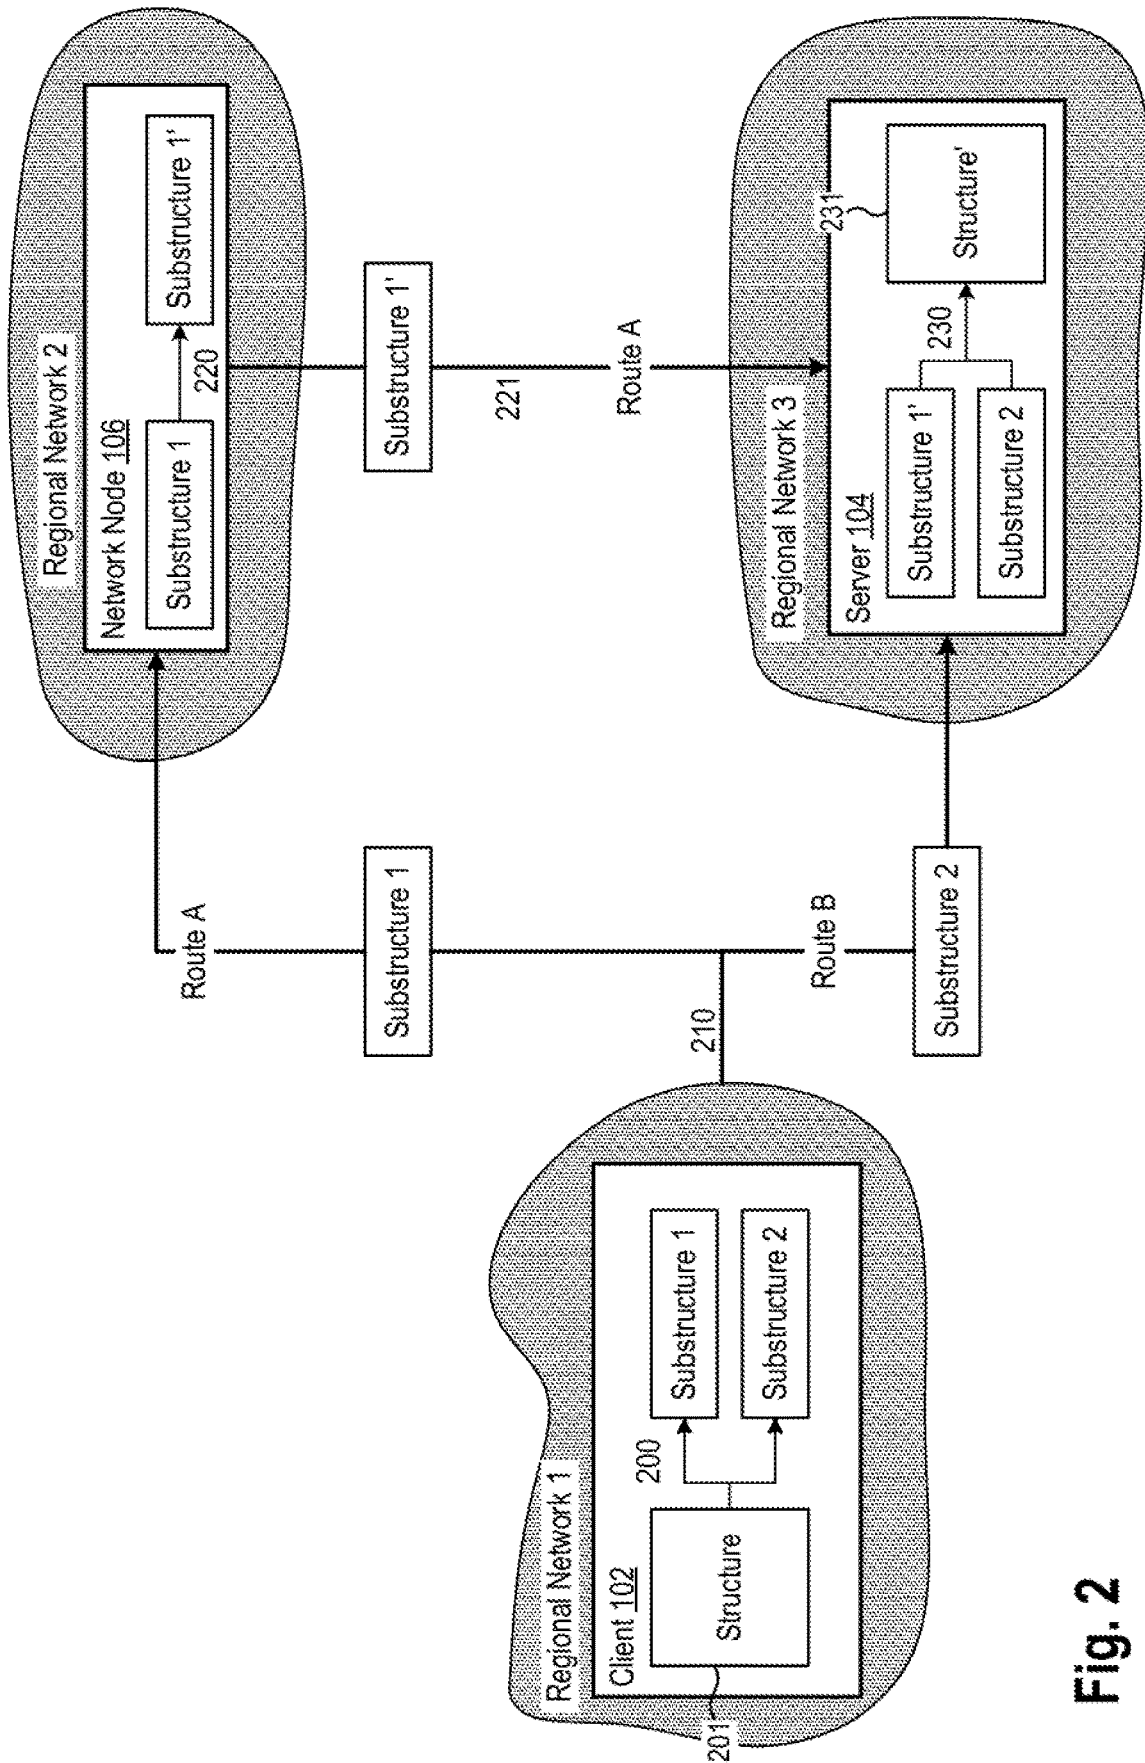 Regional Network 1
Client 102
201
Structure
200
Substructure 1
Substructure 2
210
Route A
Substructure 1
Route B
Substructure 2
Regional Network 2
Network Node 106
Substructure 1
220
Substructure 1'
Substructure 1'
221
Route A
Regional Network 3
Server 104
Substructure 1'
Substructure 2
230
231
Structure'
Fig. 2